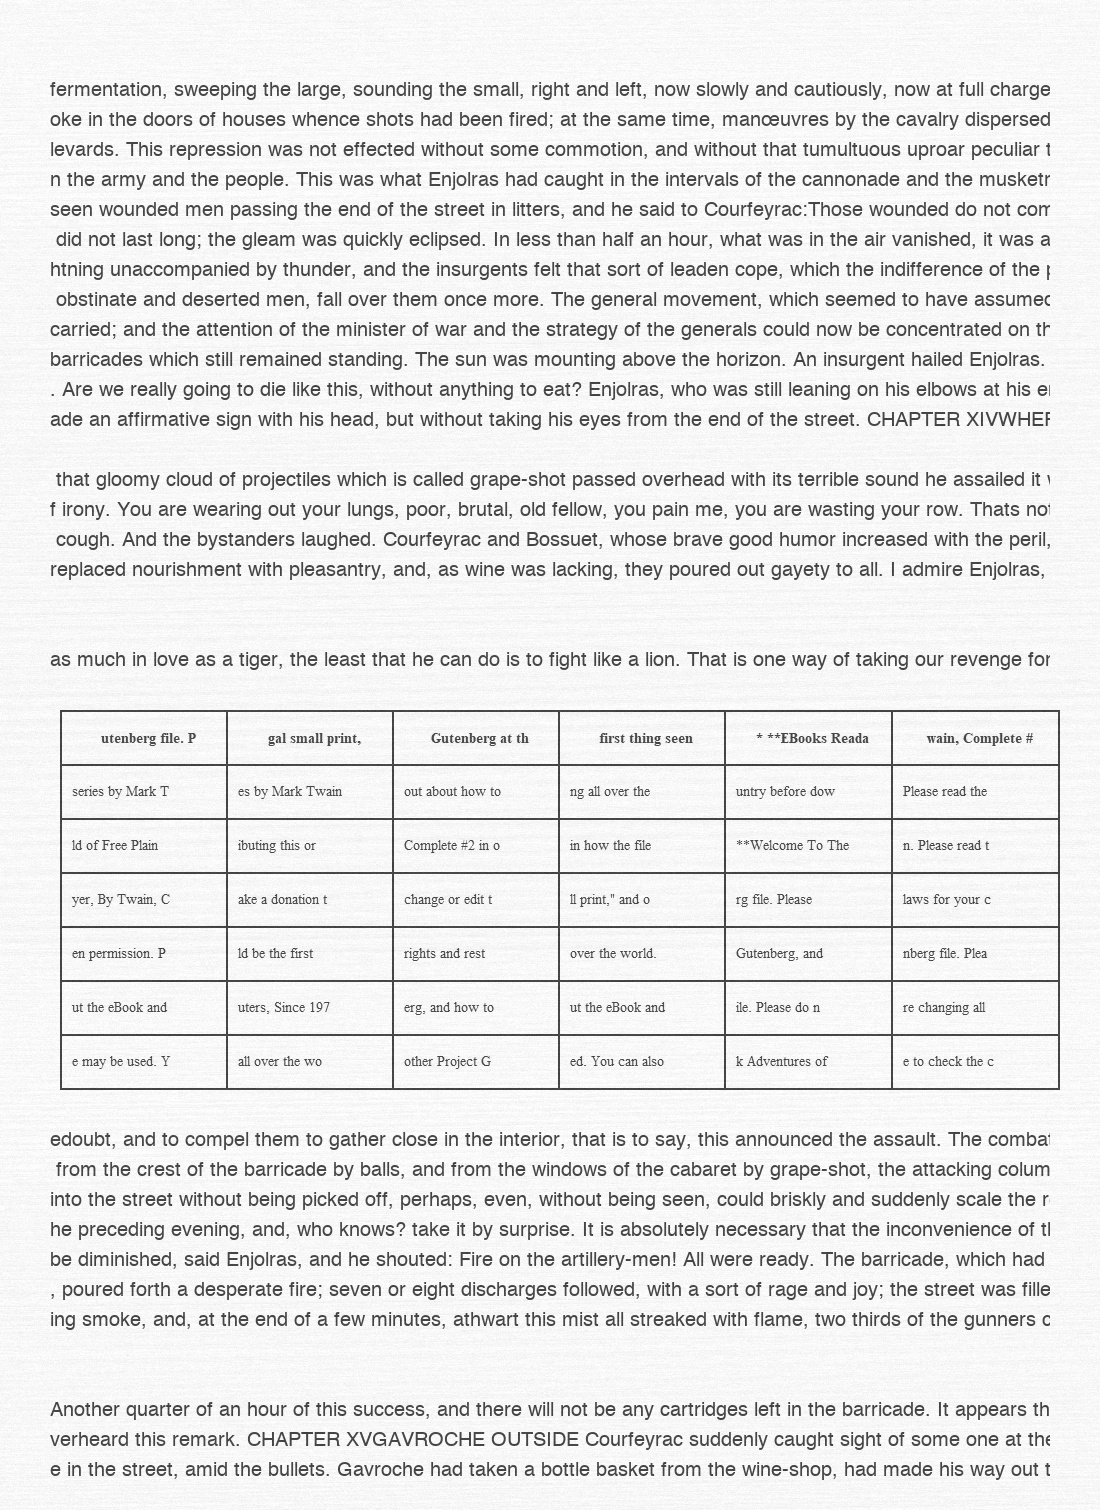 fermentation, sweeping the large, sounding the small, right and left, now slowly and cautiously, now at full charge
oke in the doors of houses whence shots had been fired; at the same time, manœuvres by the cavalry dispersed
levards. This repression was not effected without some commotion, and without that tumultuous uproar peculiar
n the army and the people. This was what Enjolras had caught in the intervals of the cannonade and the
seen wounded men passing the end of the street in litters, and he said to Courfeyrac:Those wounded do not
did not last long; the gleam was quickly eclipsed. In less than half an hour, what was in the air vanished, it was a
htning unaccompanied by thunder, and the insurgents felt that sort of leaden cope, which the indifference of the
obstinate and deserted men, fall over them once more. The general movement, which seemed to have
carried; and the attention of the minister of war and the strategy of the generals could now be concentrated on
barricades which still remained standing. The sun was mounting above the horizon. An insurgent hailed Enjolras.
. Are we really going to die like this, without anything to eat? Enjolras, who was still leaning on his elbows at his
ade an affirmative sign with his head, but without taking his eyes from the end of the street. CHAPTER
that gloomy cloud of projectiles which is called grape-shot passed overhead with its terrible sound he assailed it
f irony. You are wearing out your lungs, poor, brutal, old fellow, you pain me, you are wasting your row. Thats
cough. And the bystanders laughed. Courfeyrac and Bossuet, whose brave good humor increased with the peril,
replaced nourishment with pleasantry, and, as wine was lacking, they poured out gayety to all. I admire Enjolras,
as much in love as a tiger, the least that he can do is to fight like a lion. That is one way of taking our revenge for
utenberg file. P gal small print, Gutenberg at th first thing seen * **EBooks Reada wain, Complete #
series by Mark T es by Mark Twain out about how to ng all over the untry before dow Please read the
ld of Free Plain ibuting this or Complete #2 in o in how the file **Welcome To The n. Please read t
yer, By Twain, C ake a donation t change or edit t ll print," and o rg file. Please laws for your c
en permission. P ld be the first rights and rest over the world. Gutenberg, and nberg file. Plea
ut the eBook and uters, Since 197 erg, and how to ut the eBook and ile. Please do n re changing all
e may be used. Y all over the wo other Project G ed. You can also k Adventures of e to check the c
edoubt, and to compel them to gather close in the interior, that is to say, this announced the assault. The
from the crest of the barricade by balls, and from the windows of the cabaret by grape-shot, the attacking colum
into the street without being picked off, perhaps, even, without being seen, could briskly and suddenly scale the
he preceding evening, and, who knows? take it by surprise. It is absolutely necessary that the inconvenience of
be diminished, said Enjolras, and he shouted: Fire on the artillery-men! All were ready. The barricade, which had
, poured forth a desperate fire; seven or eight discharges followed, with a sort of rage and joy; the street was fille
ing smoke, and, at the end of a few minutes, athwart this mist all streaked with flame, two thirds of the gunners
Another quarter of an hour of this success, and there will not be any cartridges left in the barricade. It appears th
verheard this remark. CHAPTER XVGAVROCHE OUTSIDE Courfeyrac suddenly caught sight of some one at
e in the street, amid the bullets. Gavroche had taken a bottle basket from the wine-shop, had made his way out